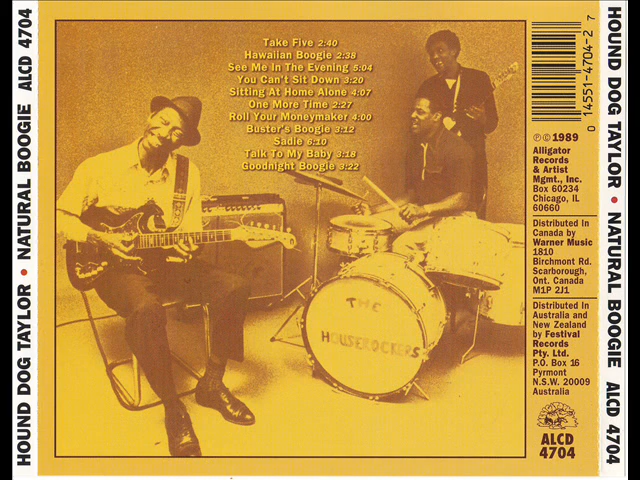 HOUND DOG TAYLOR • NATURAL BOOGIE ALCD 4704
Take Five 2:40
Hawaiian Boogie 2:38
See Me In The Evening 5:04
You Can't Sit Down 3:20
Sitting At Home Alone 4:07
One More Time 2:27
Roll Your Moneymaker 4:00
Buster's Boogie 3:12
Sadie 6:10
Talk To My Baby 3:18
Goodnight Boogie 3:22
THE
HOUSEROCKERS
0 14551-4704-2 7
℗ © 1989
Alligator
Records
& Artist
Mgmt., Inc.
Box 60234
Chicago, IL
60660
Distributed In
Canada by
Warner Music
1810
Birchmont Rd.
Scarborough,
Ont. Canada
M1P 2J1
Distributed In
Australia and
New Zealand
by Festival
Records
Pty. Ltd.
P.O. Box 16
Pyrmont
N.S.W. 20009
Australia
ALCD
4704
HOUND DOG TAYLOR • NATURAL BOOGIE ALCD 4704